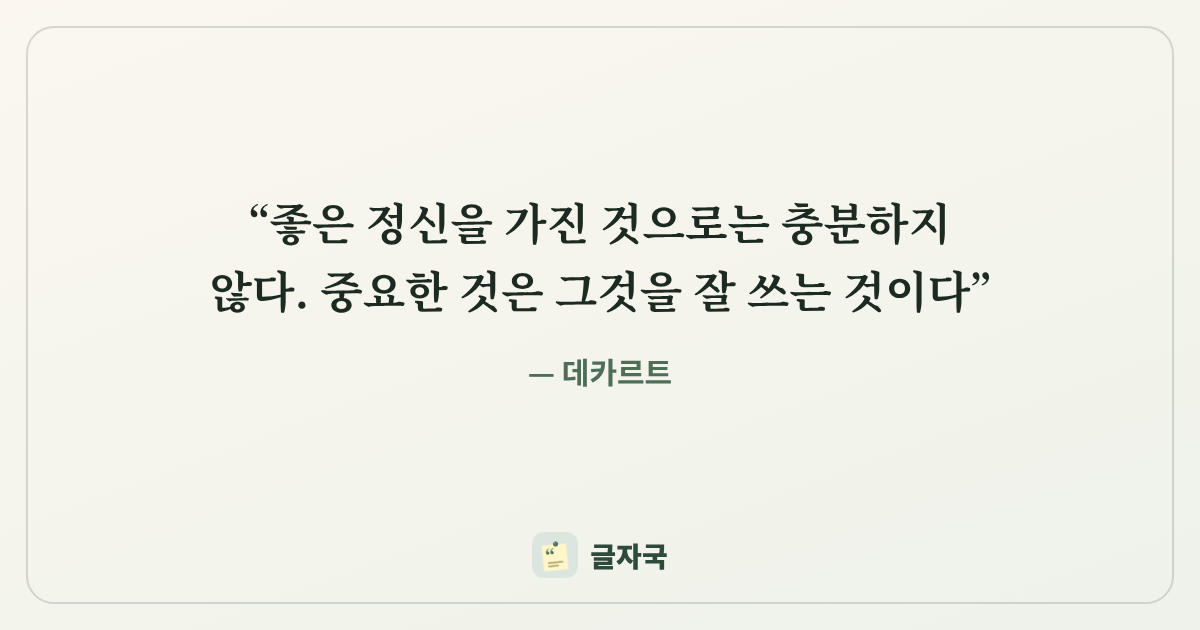 “좋은 정신을 가진 것으로는 충분하지
않다. 중요한 것은 그것을 잘 쓰는 것이다”
— 데카르트
글자국